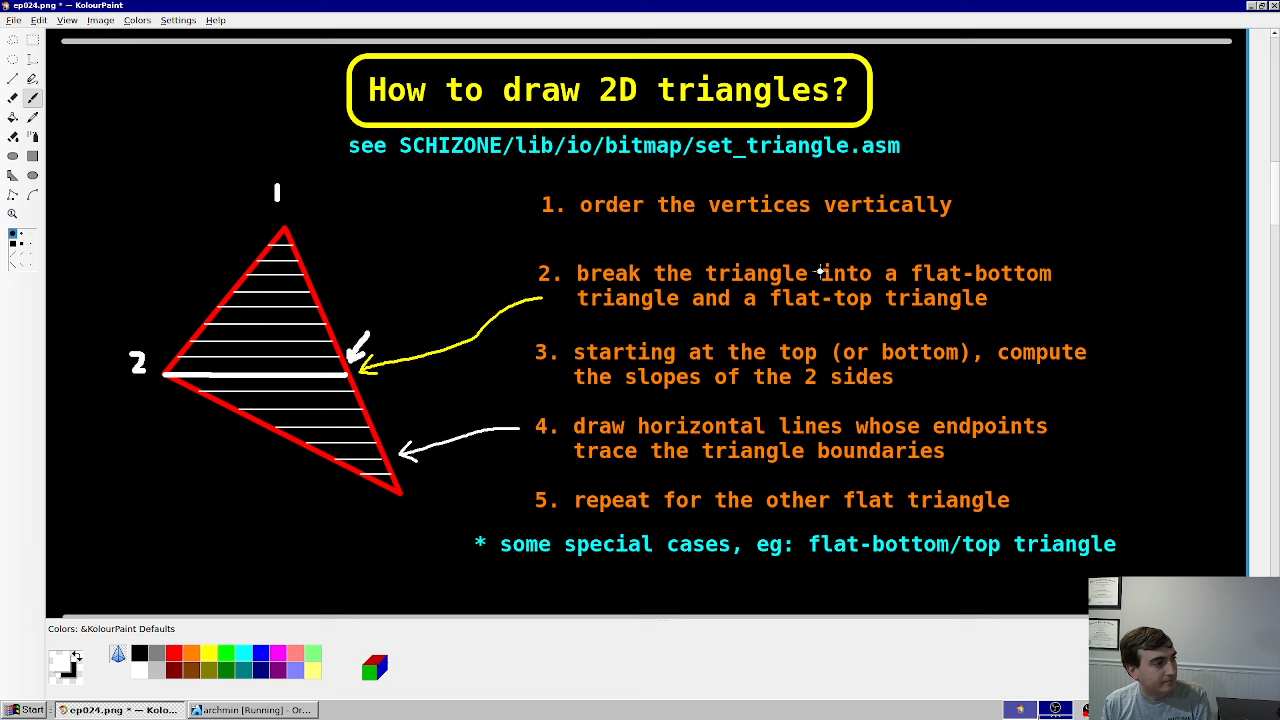 ep024.png * — KolourPaint
File Edit View Image Colors Settings Help
How to draw 2D triangles?
see SCHIZONE/lib/io/bitmap/set_triangle.asm
1
1. order the vertices vertically
2. break the triangle into a flat-bottom
triangle and a flat-top triangle
2
3. starting at the top (or bottom), compute
the slopes of the 2 sides
4. draw horizontal lines whose endpoints
trace the triangle boundaries
5. repeat for the other flat triangle
* some special cases, eg: flat-bottom/top triangle
Colors: &KolourPaint Defaults
Start
ep024.png * — Kolo...
archmin [Running] - Or...